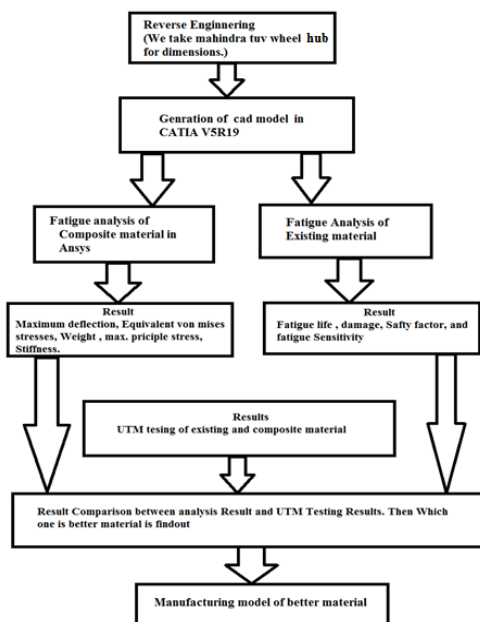 Reverse Enginnering
(We take mahindra tuv wheel hub
for dimensions.)
Genration of cad model in
CATIA V5R19
Fatigue analysis of
Composite material in
Ansys
Fatigue Analysis of
Existing material
Result
Maximum deflection, Equivalent von mises
stresses, Weight , max. priciple stress,
Stiffness.
Result
Fatigue life , damage, Safty factor, and
fatigue Sensitivity
Results
UTM tesing of existing and composite material
Result Comparison between analysis Result and UTM Testing Results. Then Which
one is better material is findout
Manufacturing model of better material